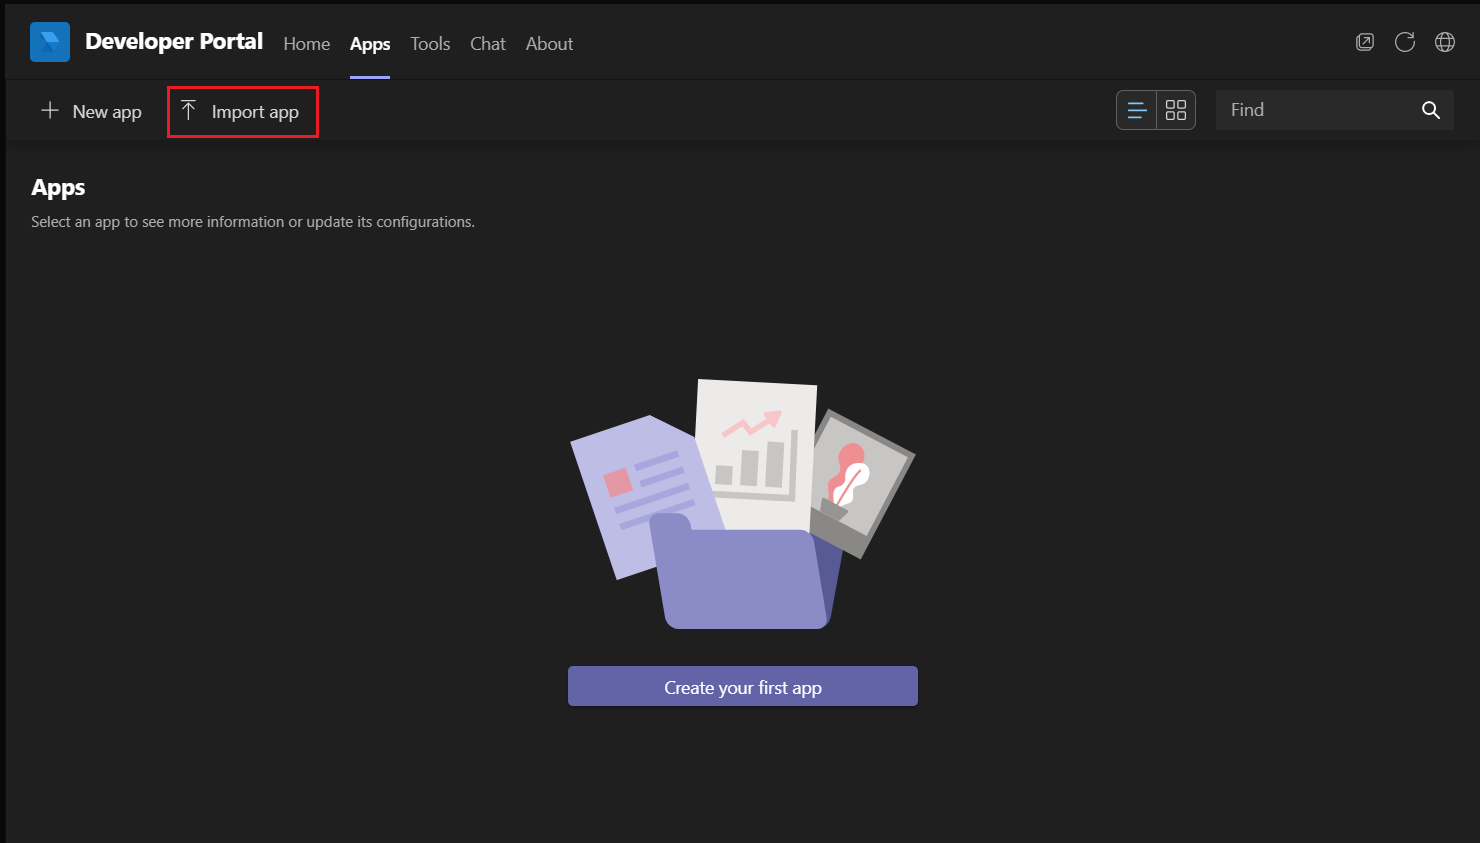 Developer Portal Home Apps Tools Chat About
New app Import app Find
Apps
Select an app to see more information or update its configurations.
Create your first app